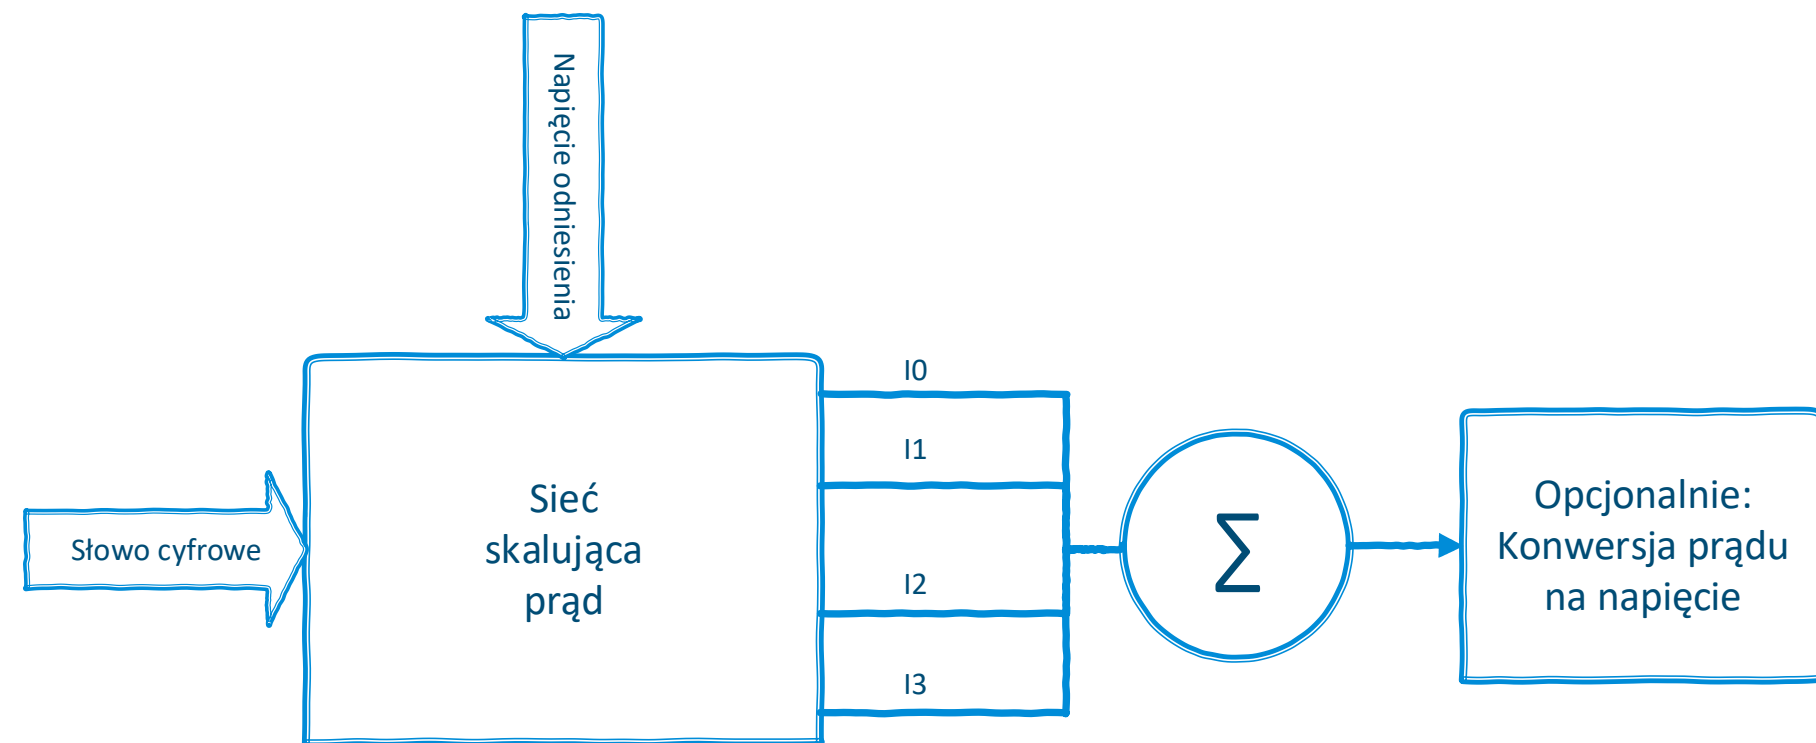 Napięcie odniesienia
Słowo cyfrowe
Sieć
skalująca
prąd
I0
I1
I2
I3
∑
Opcjonalnie:
Konwersja prądu
na napięcie